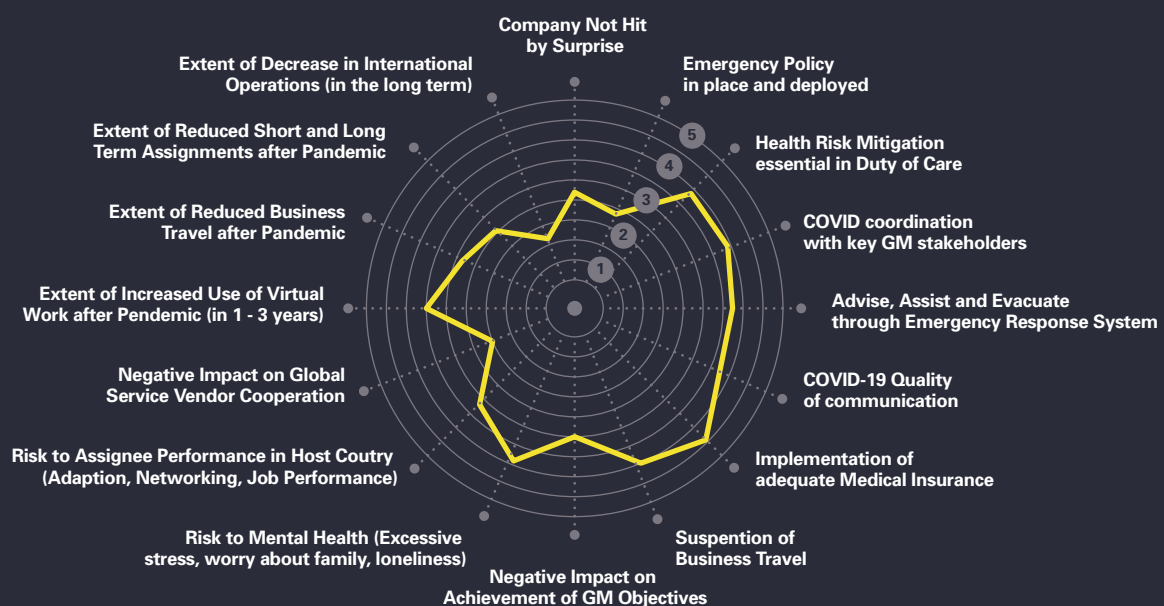 Company Not Hit
by Surprise
Emergency Policy
in place and deployed
Health Risk Mitigation
essential in Duty of Care
COVID coordination
with key GM stakeholders
Advise, Assist and Evacuate
through Emergency Response System
COVID-19 Quality
of communication
Implementation of
adequate Medical Insurance
Suspention of
Business Travel
Negative Impact on
Achievement of GM Objectives
Risk to Mental Health (Excessive
stress, worry about family, loneliness)
Risk to Assignee Performance in Host Coutry
(Adaption, Networking, Job Performance)
Negative Impact on Global
Service Vendor Cooperation
Extent of Increased Use of Virtual
Work after Pendemic (in 1 - 3 years)
Extent of Reduced Business
Travel after Pandemic
Extent of Reduced Short and Long
Term Assignments after Pandemic
Extent of Decrease in International
Operations (in the long term)
5
4
3
2
1